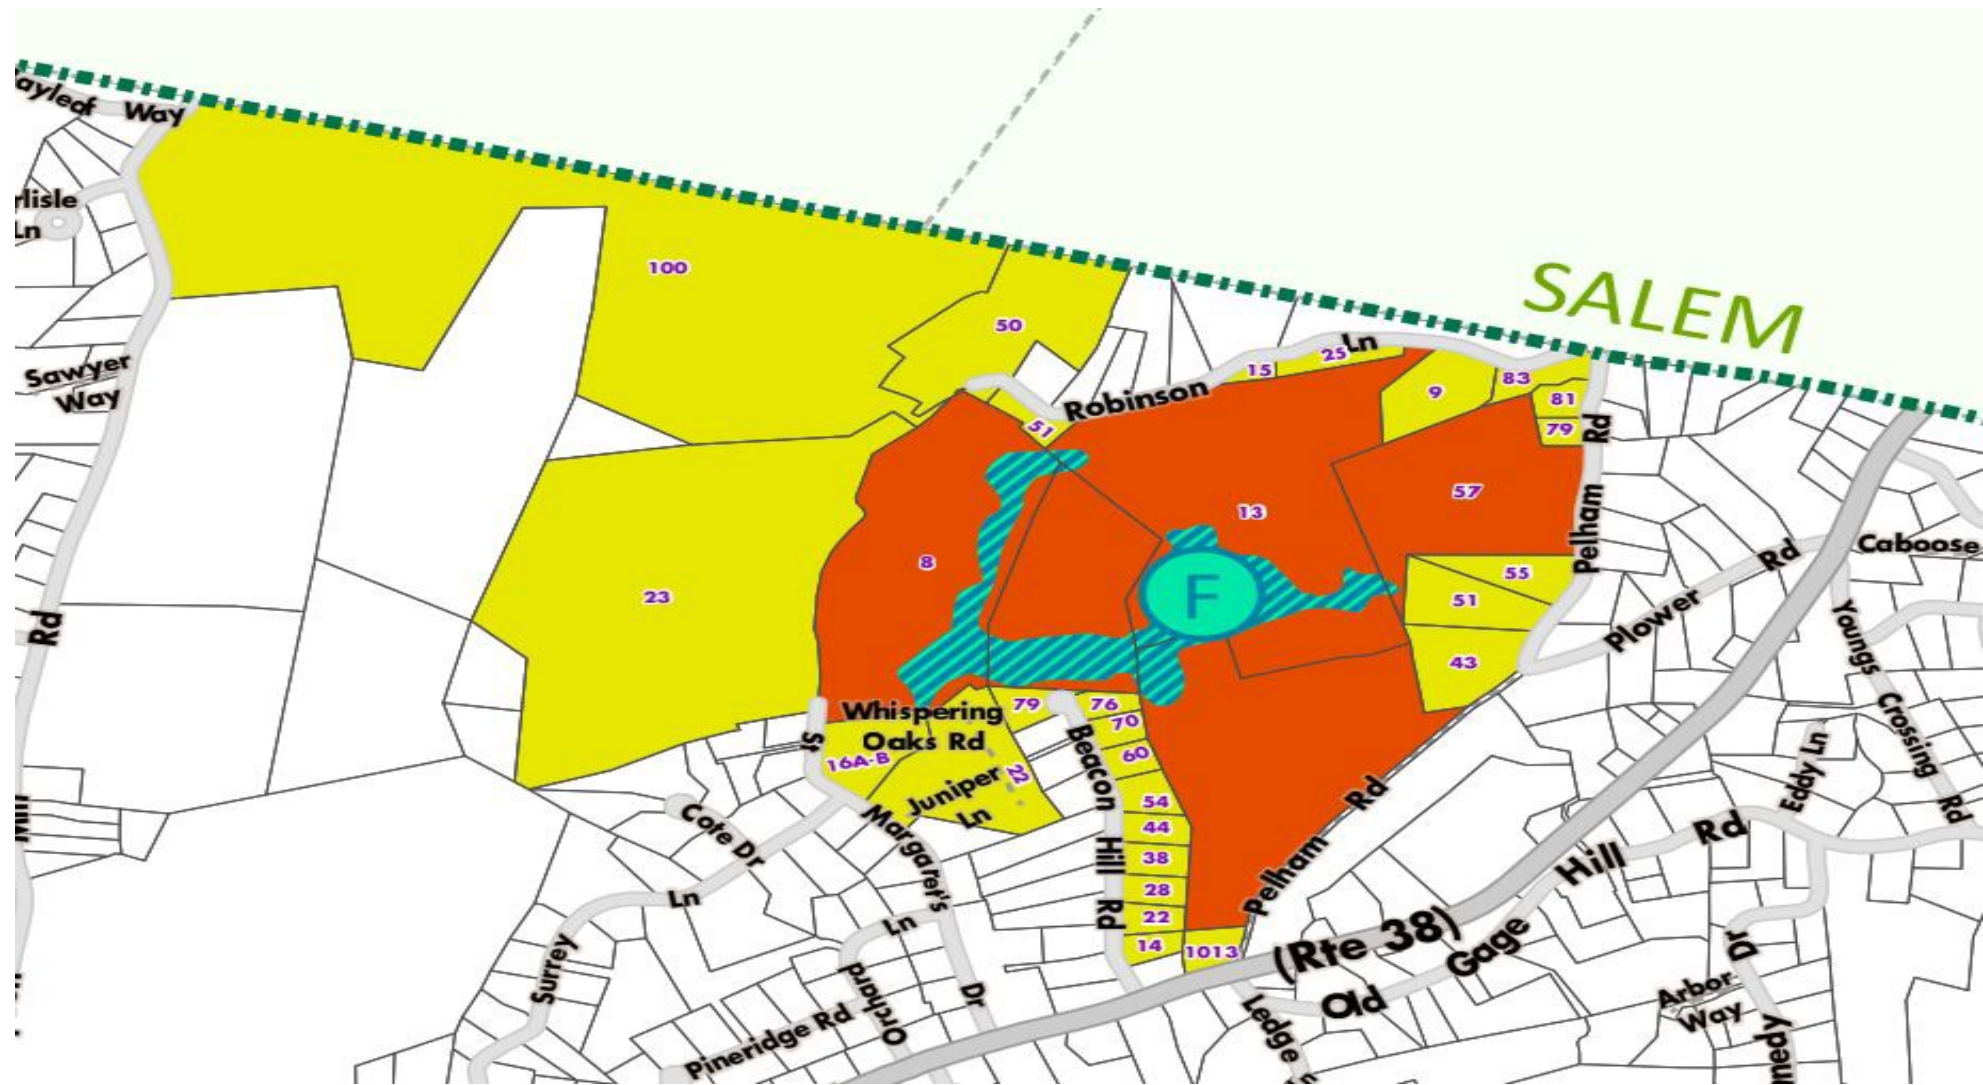 ayleaf Way
rlisle
Ln
100
SALEM
50
Ln
25
15
83
Robinson
9
81
Sawyer
Way
51
79
Rd
57
13
Pelham
Rd
Caboose
8
55
23
F
51
Plower
Rd
43
Youngs Crossing Rd
79
76
Whispering
Oaks Rd
70
St
60
16A-B
22
Juniper
Ln
Beacon Hill Rd
54
44
38
28
22
14
1013
Pelham Rd
Eddy Ln
Mill
Cote Dr
Margaret's
Dr
Hill Rd
Ln
Surrey
Ln
Orchard
Pineridge Rd
(Rte 38)
Gage
Old
Ledge
Ln
Dr
Arbor
Way